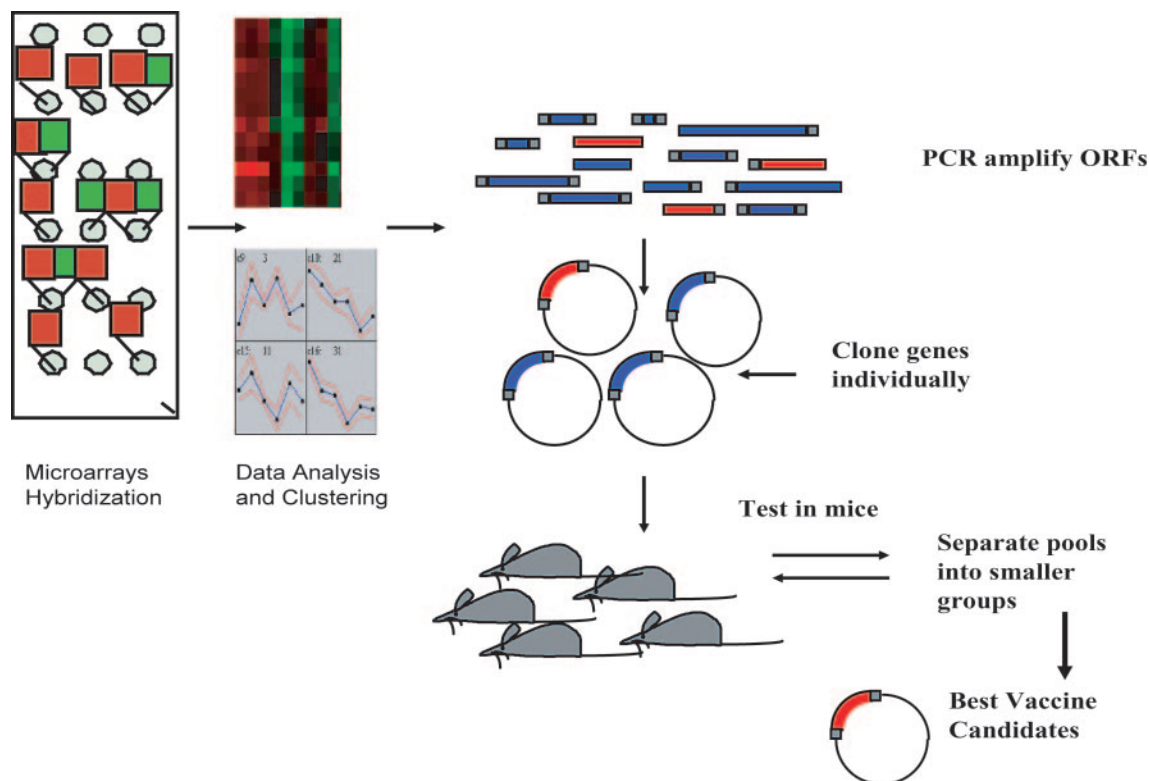 PCR amplify ORFs
Clone genes
individually
Microarrays
Hybridization
Data Analysis
and Clustering
Test in mice
Separate pools
into smaller
groups
Best Vaccine
Candidates